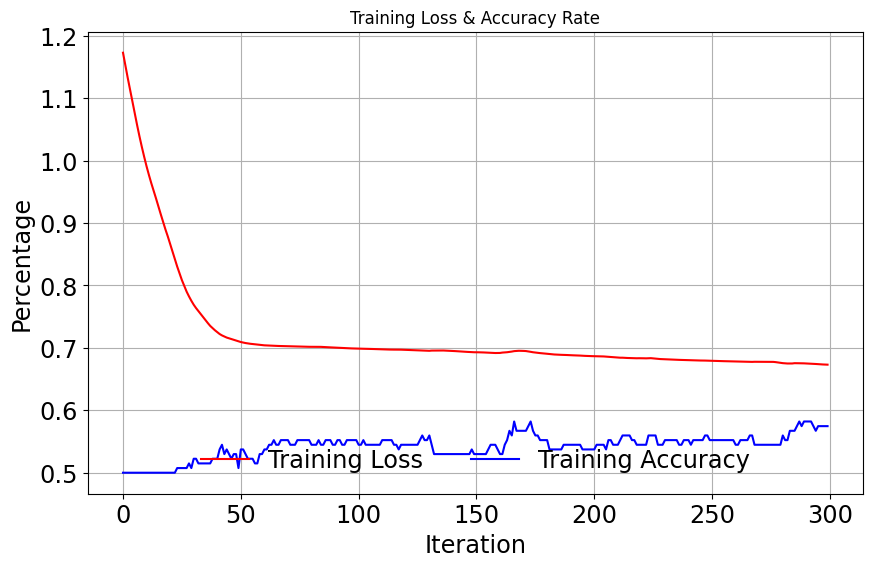 Training Loss & Accuracy Rate
1.2
1.1
1.0
0.9
0.8
0.7
0.6
0.5
Percentage
Training Loss
Training Accuracy
0 50 100 150 200 250 300
Iteration